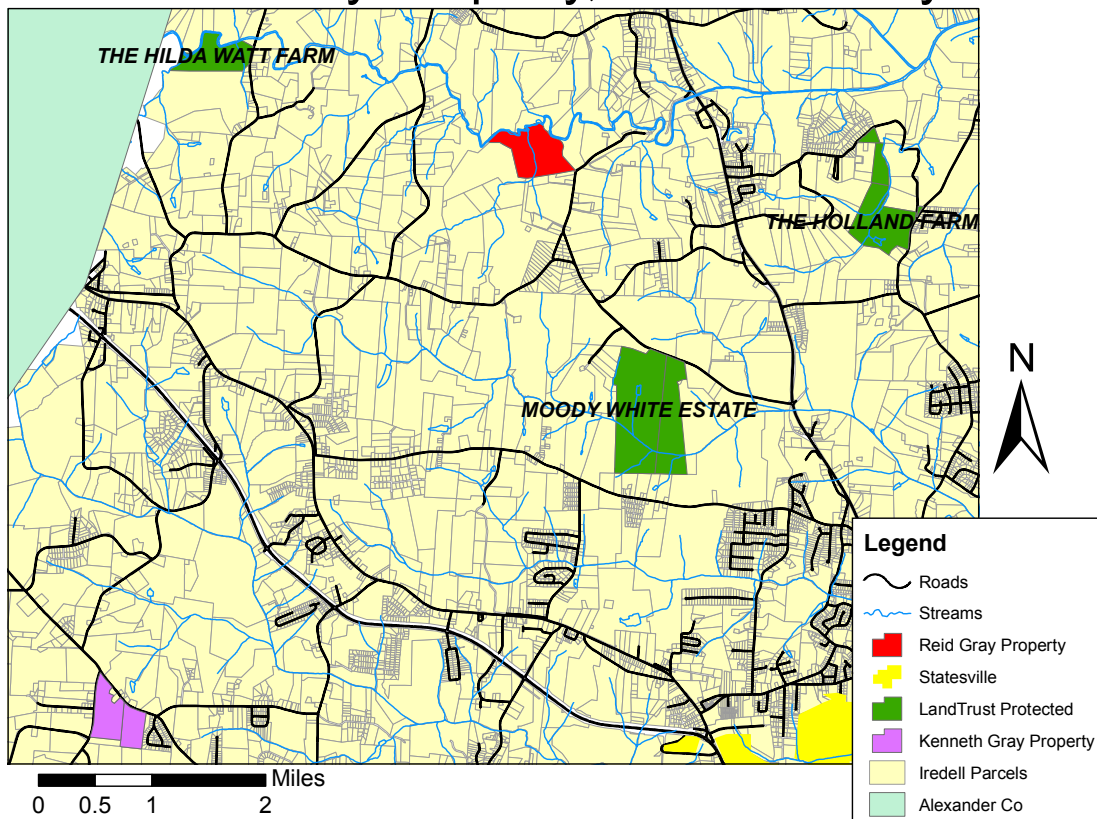 THE HILDA WATT FARM
THE HOLLAND FARM
MOODY WHITE ESTATE
N
Legend
Roads
Streams
Reid Gray Property
Statesville
LandTrust Protected
Kenneth Gray Property
Iredell Parcels
Alexander Co
Miles
0 0.5 1 2